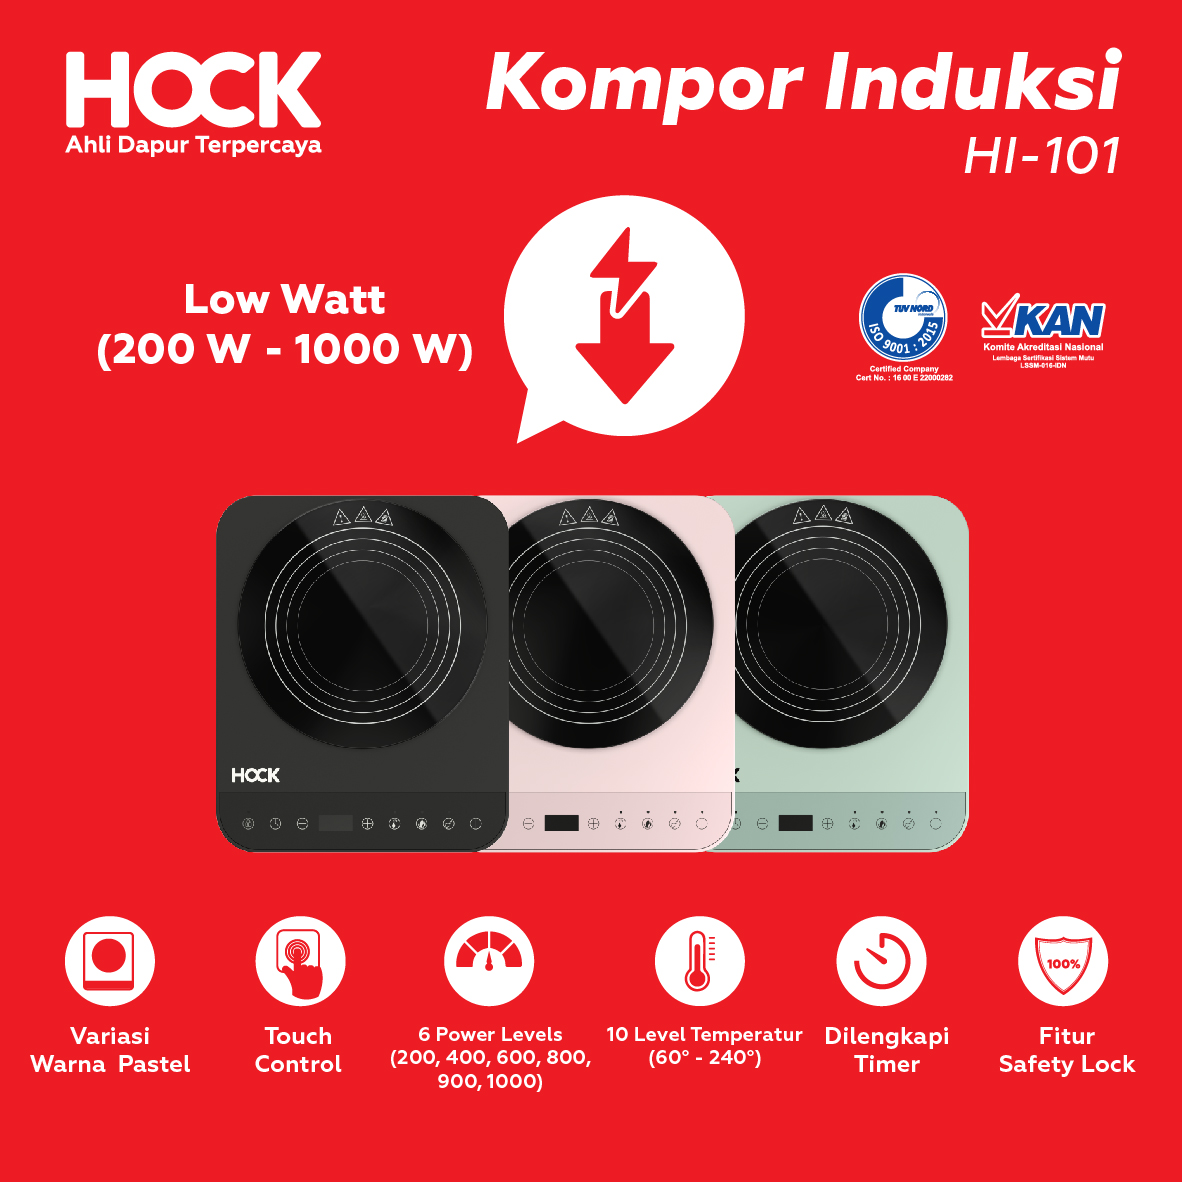 HOCK
Ahli Dapur Terpercaya
Kompor Induksi
HI-101
Low Watt
(200 W - 1000 W)
TUV NORD
ISO 9001 : 2015
Certified Company
Cert No. : 16 00 E 22000282
KAN
Komite Akreditasi Nasional
Lembaga Sertifikasi Sistem Mutu
LSSM-016-IDN
HOCK
K
Variasi
Warna Pastel
Touch
Control
6 Power Levels
(200, 400, 600, 800,
900, 1000)
10 Level Temperatur
(60° - 240°)
Dilengkapi
Timer
100%
Fitur
Safety Lock